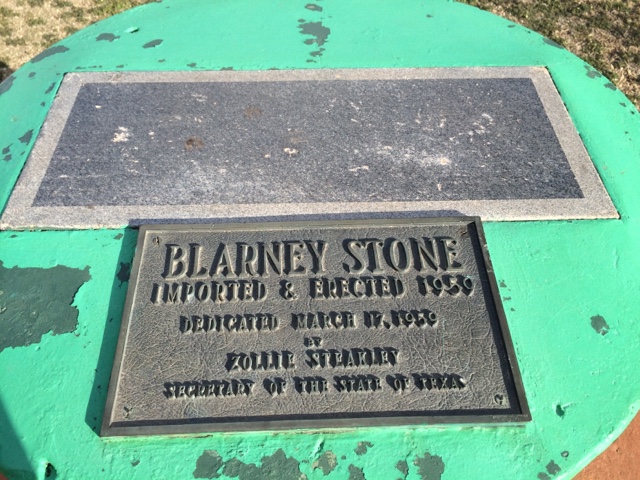 BLARNEY STONE
IMPORTED & ERECTED 1959
DEDICATED MARCH 17, 1959
BY
ZOLLIE STEAKLEY
SECRETARY OF THE STATE OF TEXAS